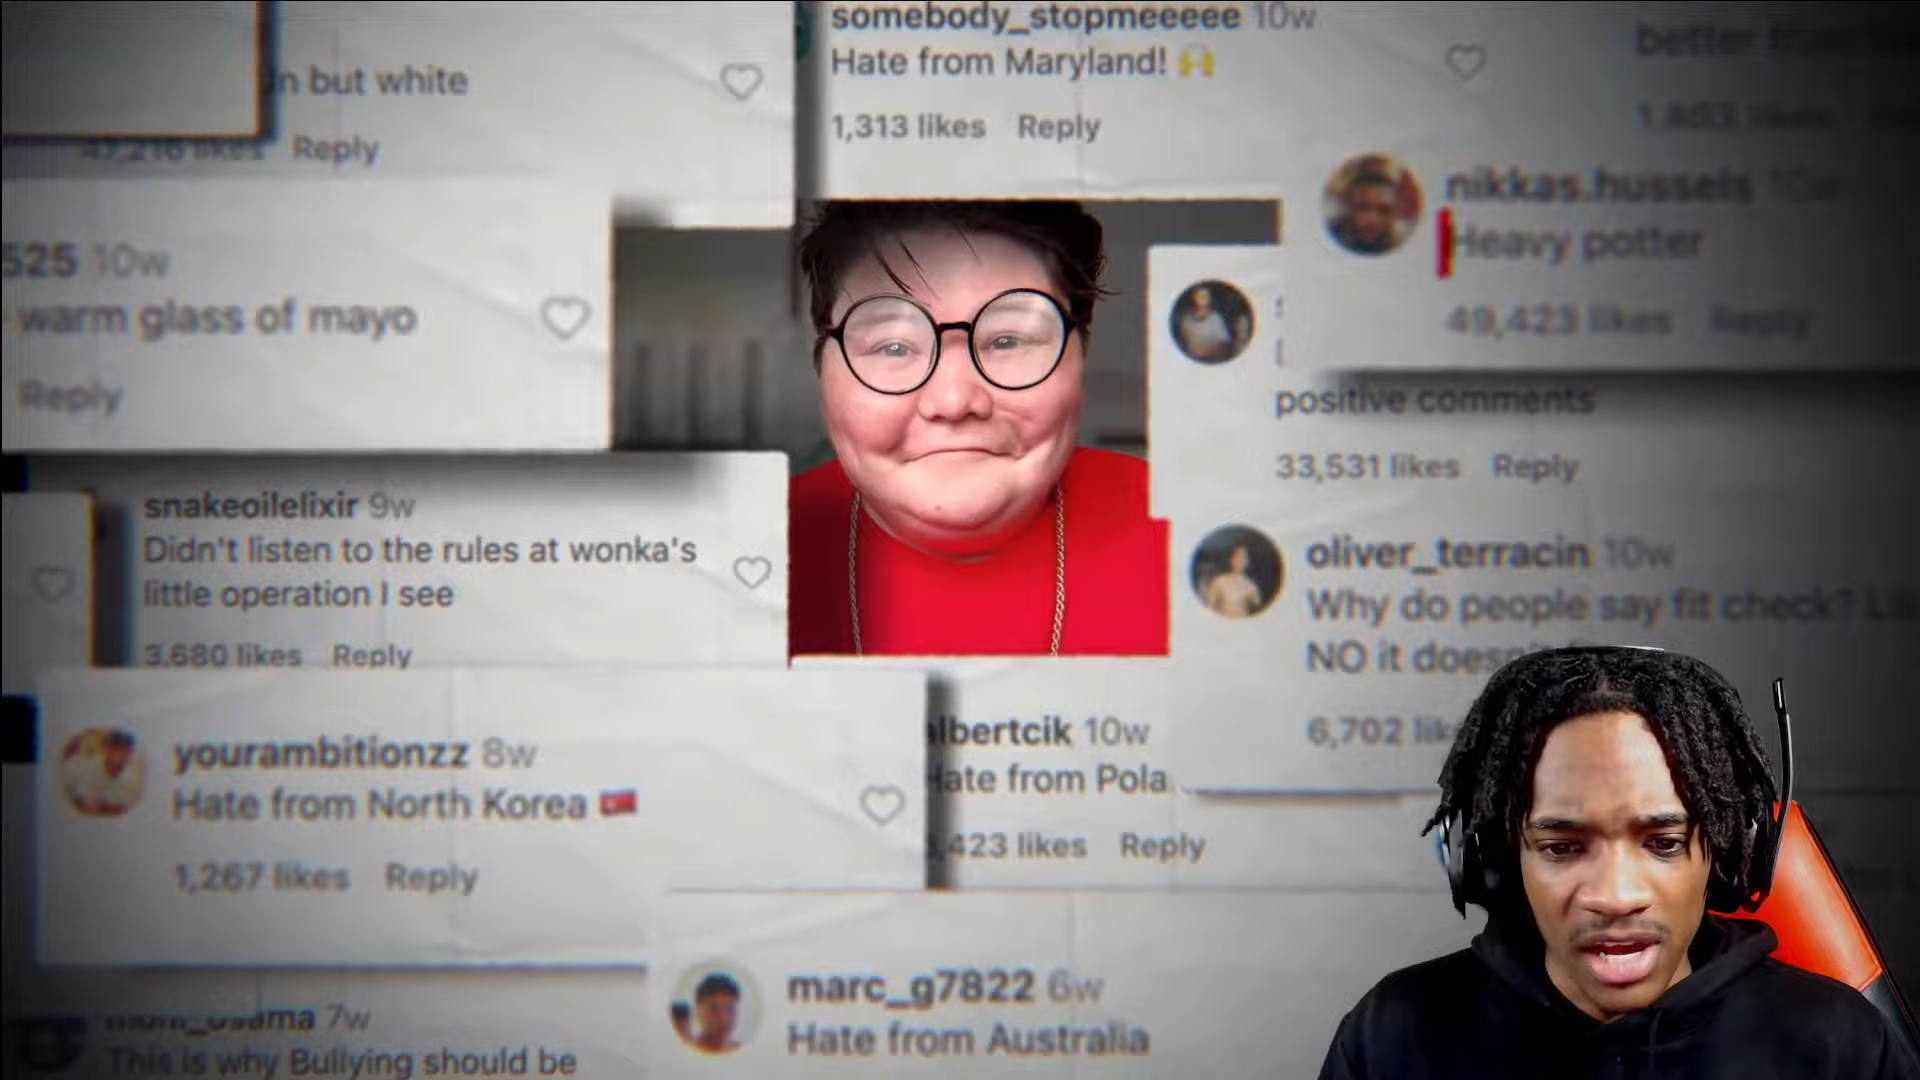 but white
Reply
somebody_stopmeeeee 10w
Hate from Maryland! 🙌
1,313 likes Reply
better
nikkas.hussels
Heavy potter
49,423 likes Reply
525 10w
warm glass of mayo
Reply
positive comments
33,531 likes Reply
snakeoilelixir 9w
Didn't listen to the rules at wonka's
little operation I see
3,680 likes Reply
oliver_terracin 10w
Why do people say fit check?
NO it
6,702
yourambitionzz 8w
Hate from North Korea 🇰🇵
1,267 likes Reply
lbertcik 10w
Hate from Pola
423 likes Reply
7w
This is why Bullying should be
marc_g7822 6w
Hate from Australia